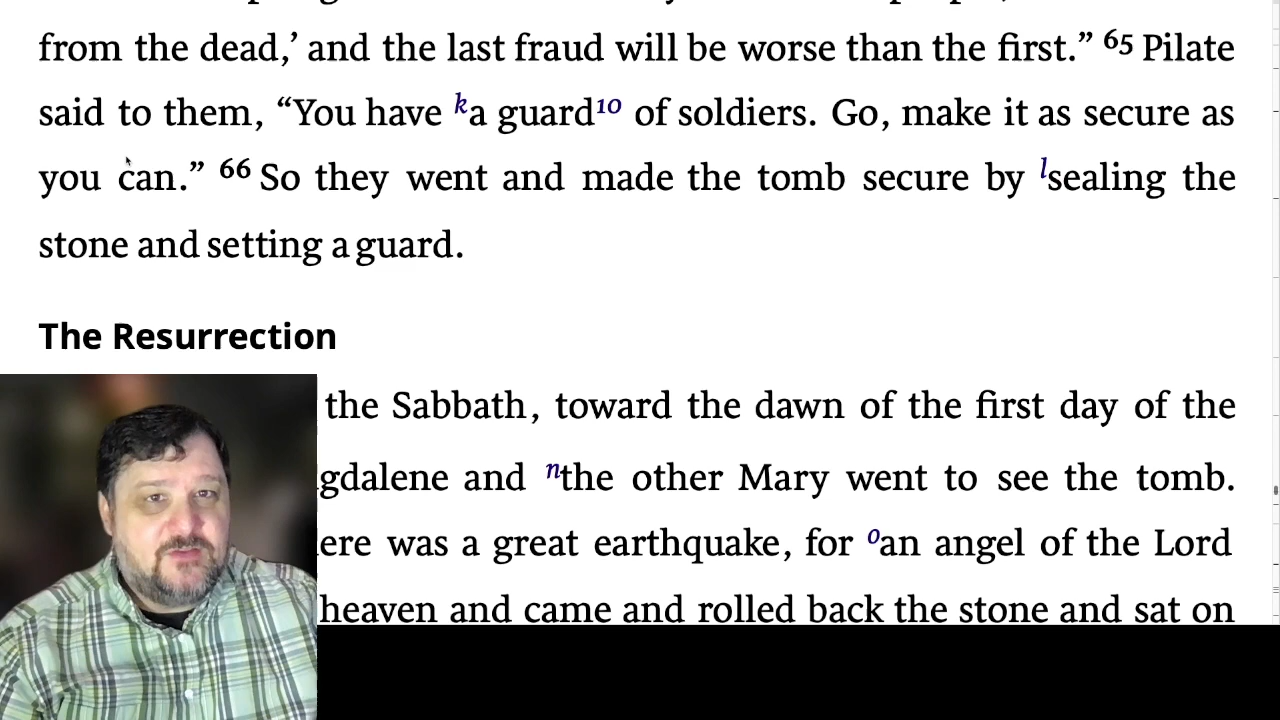 from the dead,’ and the last fraud will be worse than the first.” 65 Pilate
said to them, “You have k a guard10 of soldiers. Go, make it as secure as
you can.” 66 So they went and made the tomb secure by l sealing the
stone and setting a guard.
The Resurrection
the Sabbath, toward the dawn of the first day of the
gdalene and n the other Mary went to see the tomb.
ere was a great earthquake, for o an angel of the Lord
heaven and came and rolled back the stone and sat on